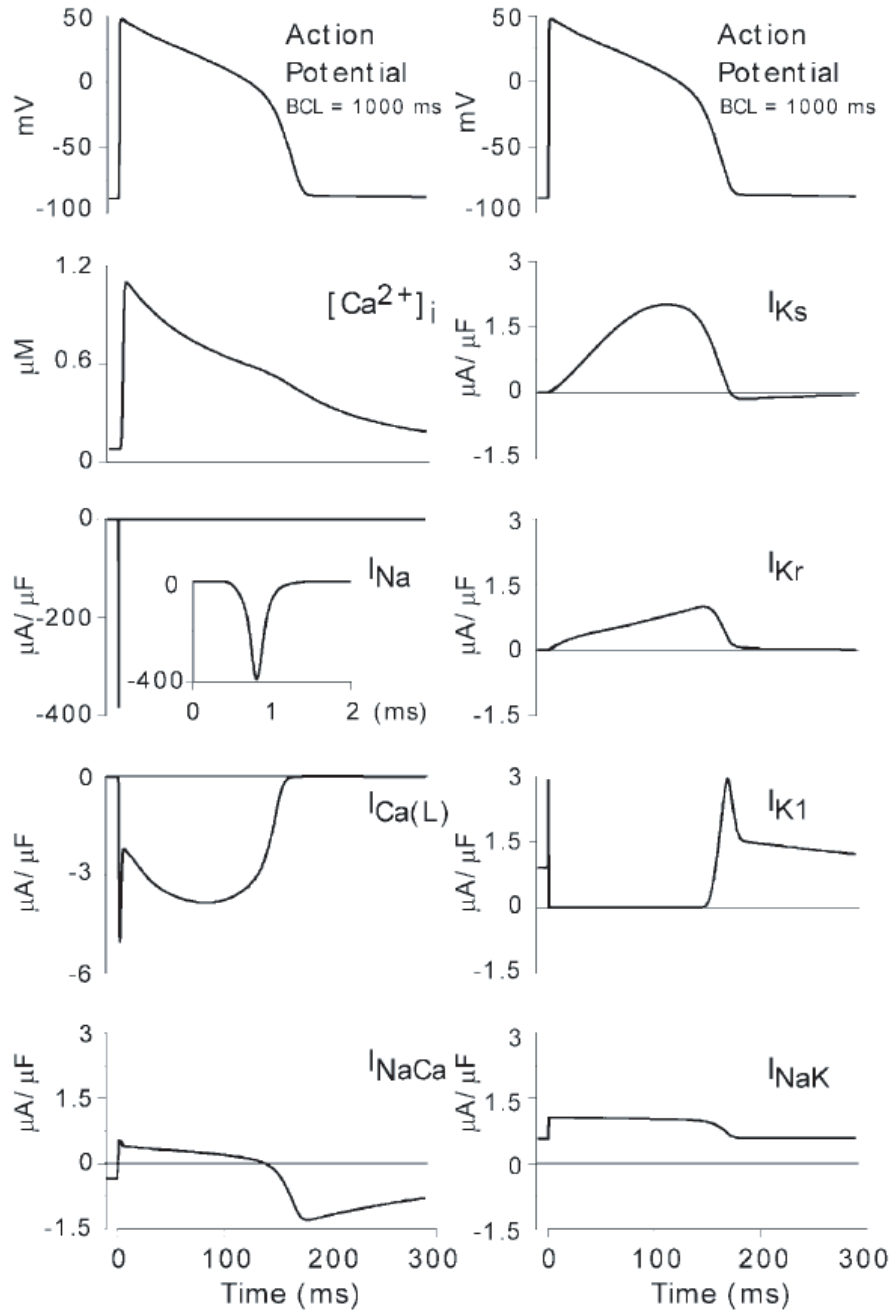 50
0
-50
-100
mV
Action
Potential
BCL = 1000 ms
50
0
-50
-100
mV
Action
Potential
BCL = 1000 ms
1.2
0.6
0
μM
[Ca2+]i
3
1.5
0
-1.5
μA/μF
IKs
0
-200
-400
μA/μF
INa
0
-400
0 1 2 (ms)
3
1.5
0
-1.5
μA/μF
IKr
0
-3
-6
μA/μF
ICa(L)
3
1.5
0
-1.5
μA/μF
IK1
3
1.5
0
-1.5
μA/μF
INaCa
0 100 200 300
Time (ms)
3
1.5
0
-1.5
μA/μF
INaK
0 100 200 300
Time (ms)